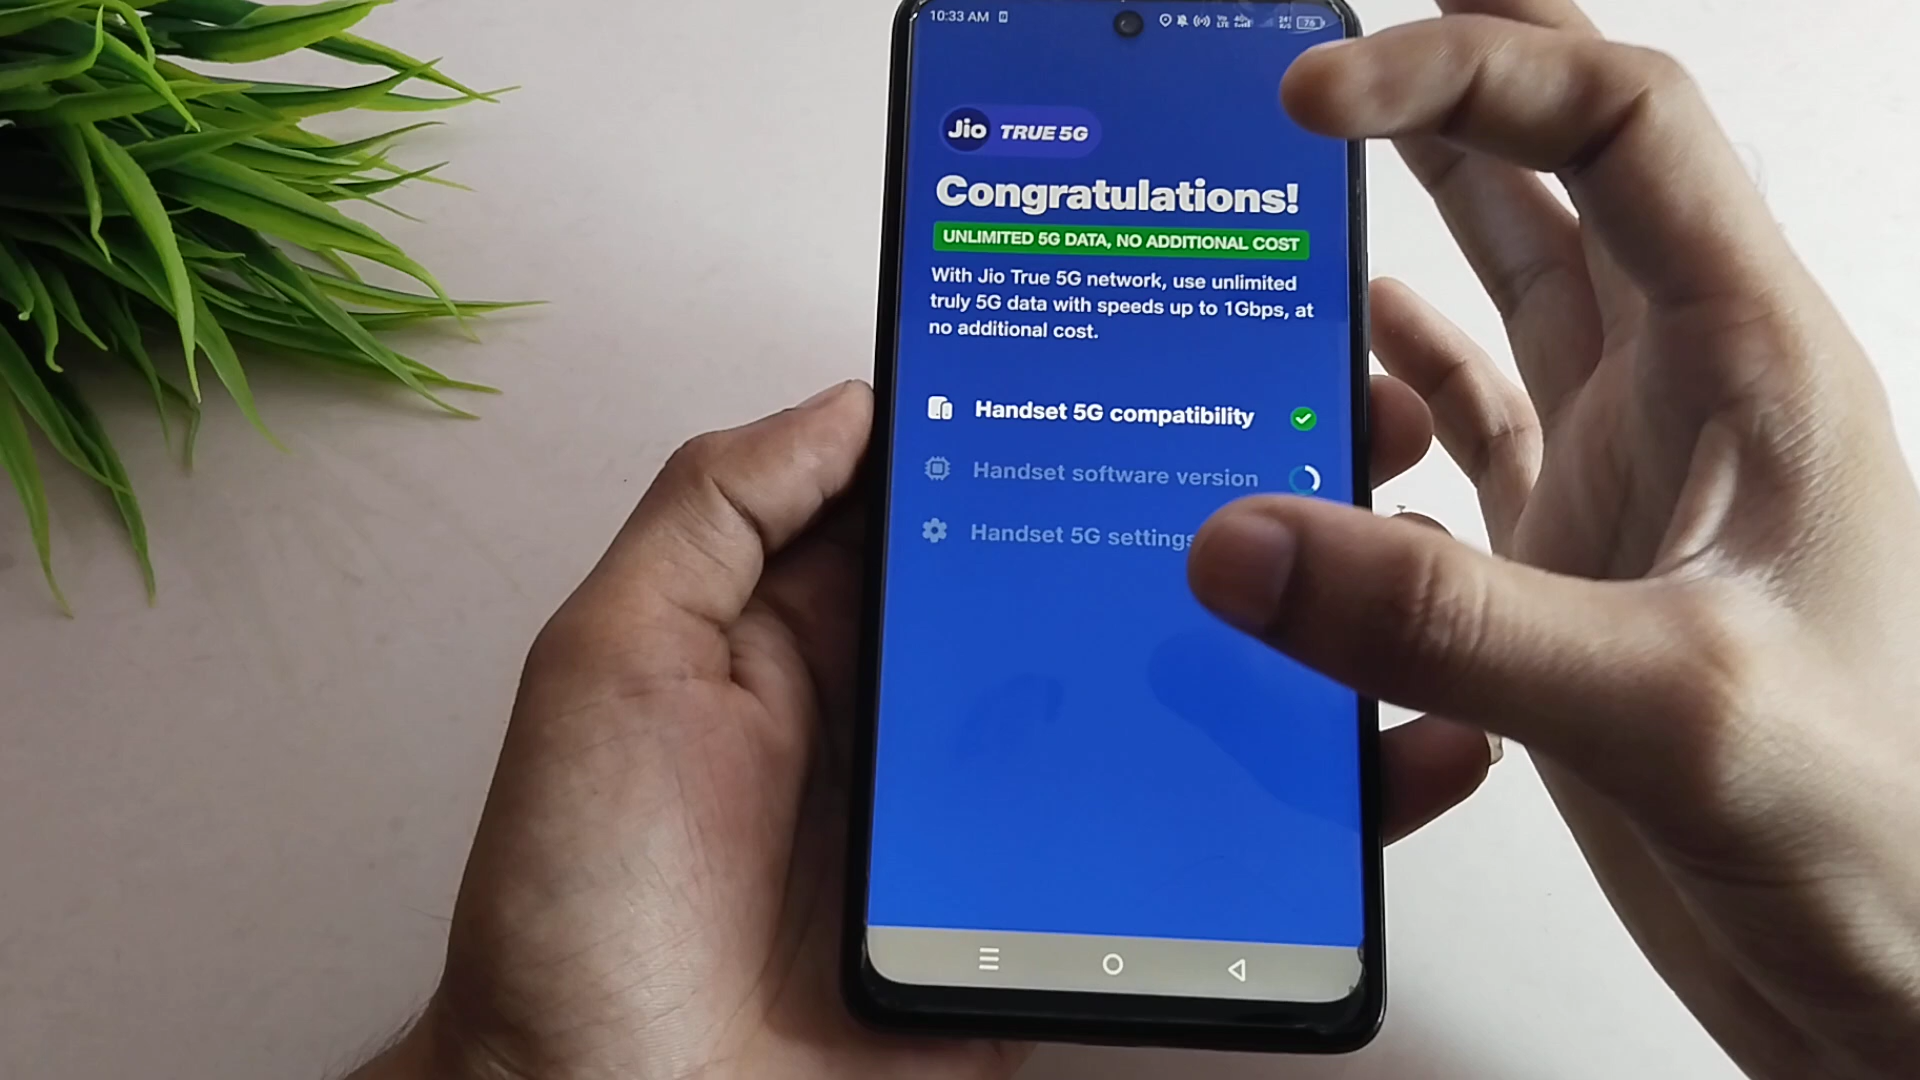 10:33 AM
76
Jio TRUE 5G
Congratulations!
UNLIMITED 5G DATA, NO ADDITIONAL COST
With Jio True 5G network, use unlimited
truly 5G data with speeds up to 1Gbps, at
no additional cost.
Handset 5G compatibility
Handset software version
Handset 5G settings